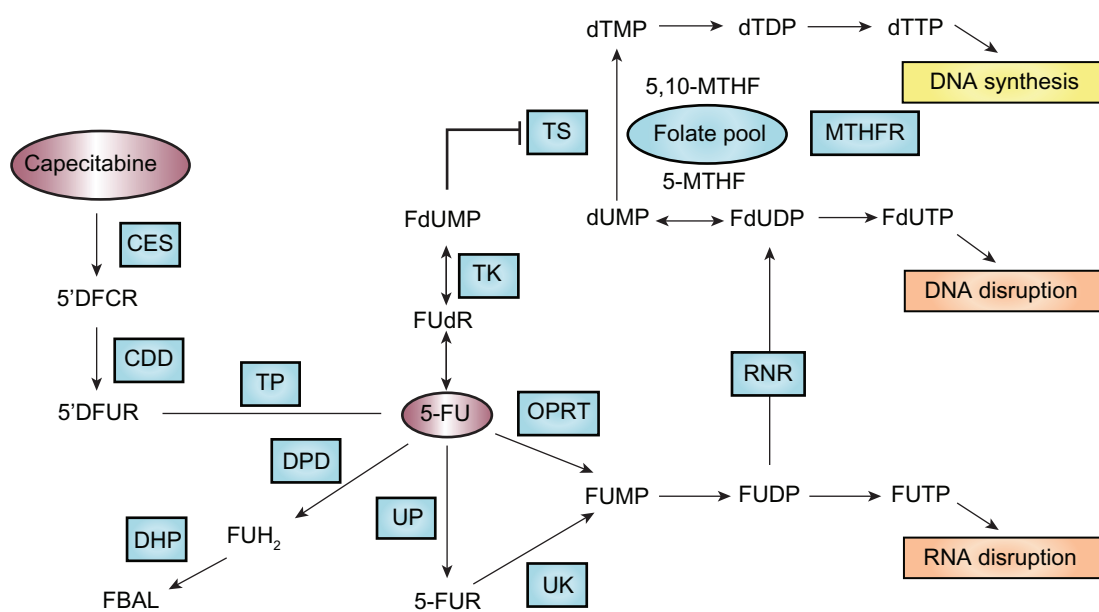 dTMP dTDP dTTP
DNA synthesis
5,10-MTHF
TS Folate pool MTHFR
Capecitabine
5-MTHF
FdUMP dUMP FdUDP FdUTP
CES
TK
5'DFCR DNA disruption
FUdR
CDD
TP RNR
5'DFUR 5-FU OPRT
DPD
FUMP FUDP FUTP
UP
DHP FUH2
RNA disruption
UK
FBAL 5-FUR